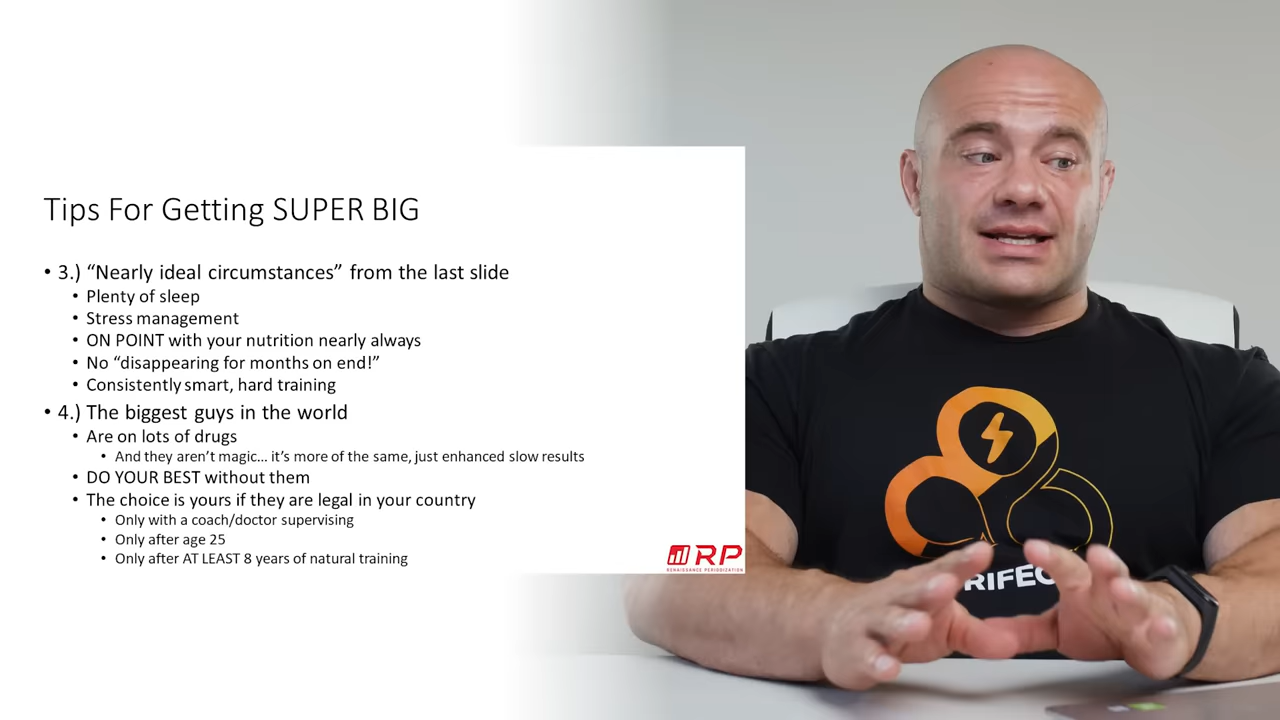 Tips For Getting SUPER BIG
• 3.) “Nearly ideal circumstances” from the last slide
• Plenty of sleep
• Stress management
• ON POINT with your nutrition nearly always
• No “disappearing for months on end!”
• Consistently smart, hard training
• 4.) The biggest guys in the world
• Are on lots of drugs
• And they aren’t magic… it’s more of the same, just enhanced slow results
• DO YOUR BEST without them
• The choice is yours if they are legal in your country
• Only with a coach/doctor supervising
• Only after age 25
• Only after AT LEAST 8 years of natural training
RP
RENAISSANCE PERIODIZATION
RIFEC